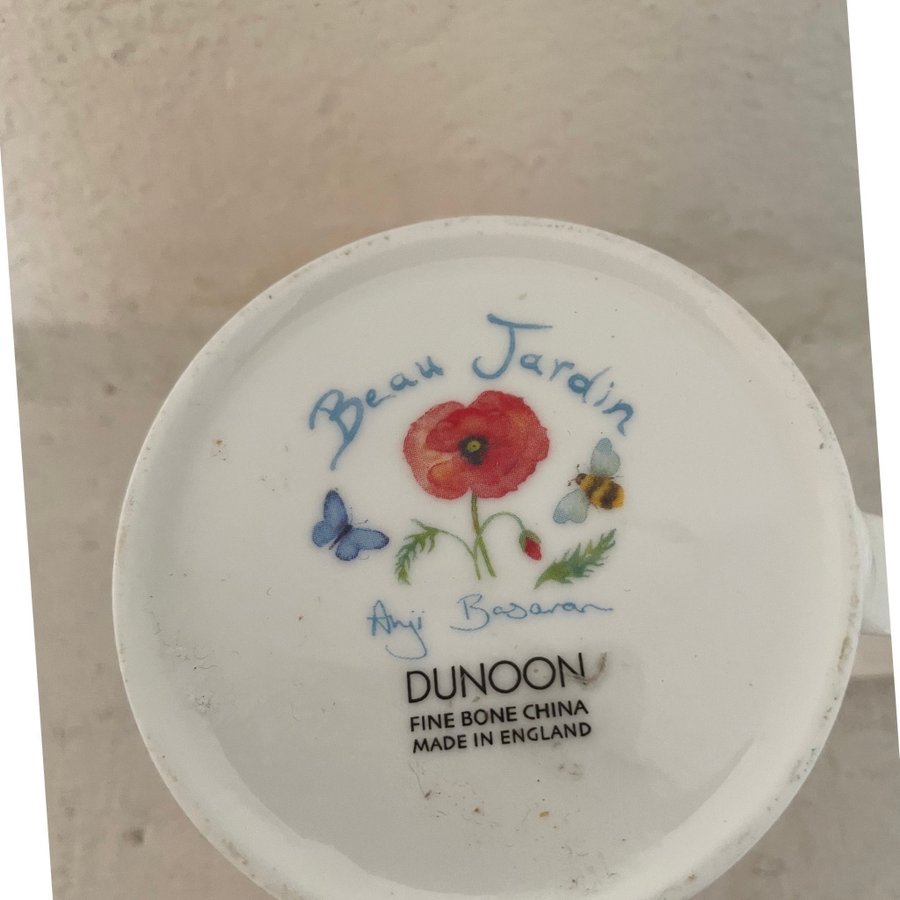 Beau Jardin
Anji Basaran
DUNOON
FINE BONE CHINA
MADE IN ENGLAND